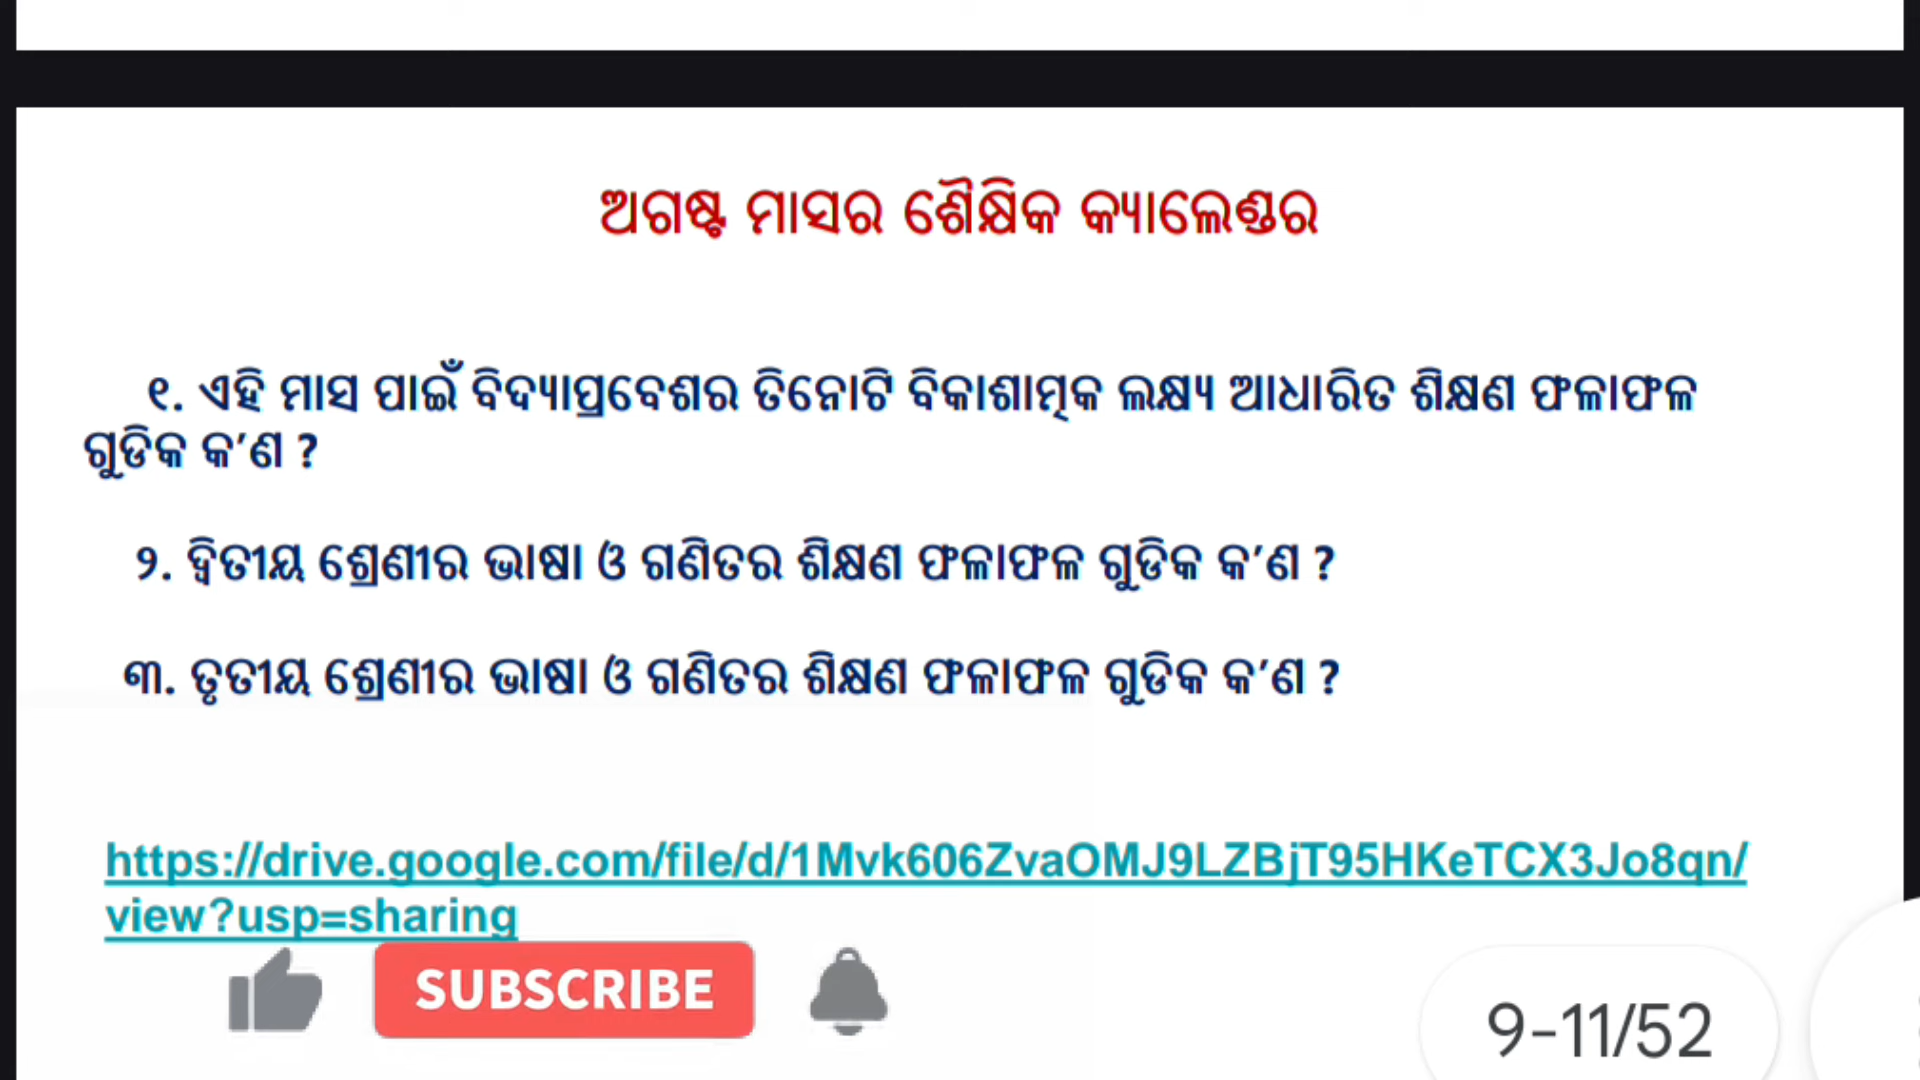 ଅଗଷ୍ଟ ମାସର ଶୈକ୍ଷିକ କ୍ୟାଲେଣ୍ଡର
୧. ଏହି ମାସ ପାଇଁ ବିଦ୍ୟାପ୍ରବେଶର ତିନୋଟି ବିକାଶାତ୍ମକ ଲକ୍ଷ୍ୟ ଆଧାରିତ ଶିକ୍ଷଣ ଫଳାଫଳ
ଗୁଡିକ କ’ଣ ?
୨. ଦ୍ଵିତୀୟ ଶ୍ରେଣୀର ଭାଷା ଓ ଗଣିତର ଶିକ୍ଷଣ ଫଳାଫଳ ଗୁଡିକ କ’ଣ ?
୩. ତୃତୀୟ ଶ୍ରେଣୀର ଭାଷା ଓ ଗଣିତର ଶିକ୍ଷଣ ଫଳାଫଳ ଗୁଡିକ କ’ଣ ?
https://drive.google.com/file/d/1Mvk606ZvaOMJ9LZBjT95HKeTCX3Jo8qn/
view?usp=sharing
SUBSCRIBE
9-11/52